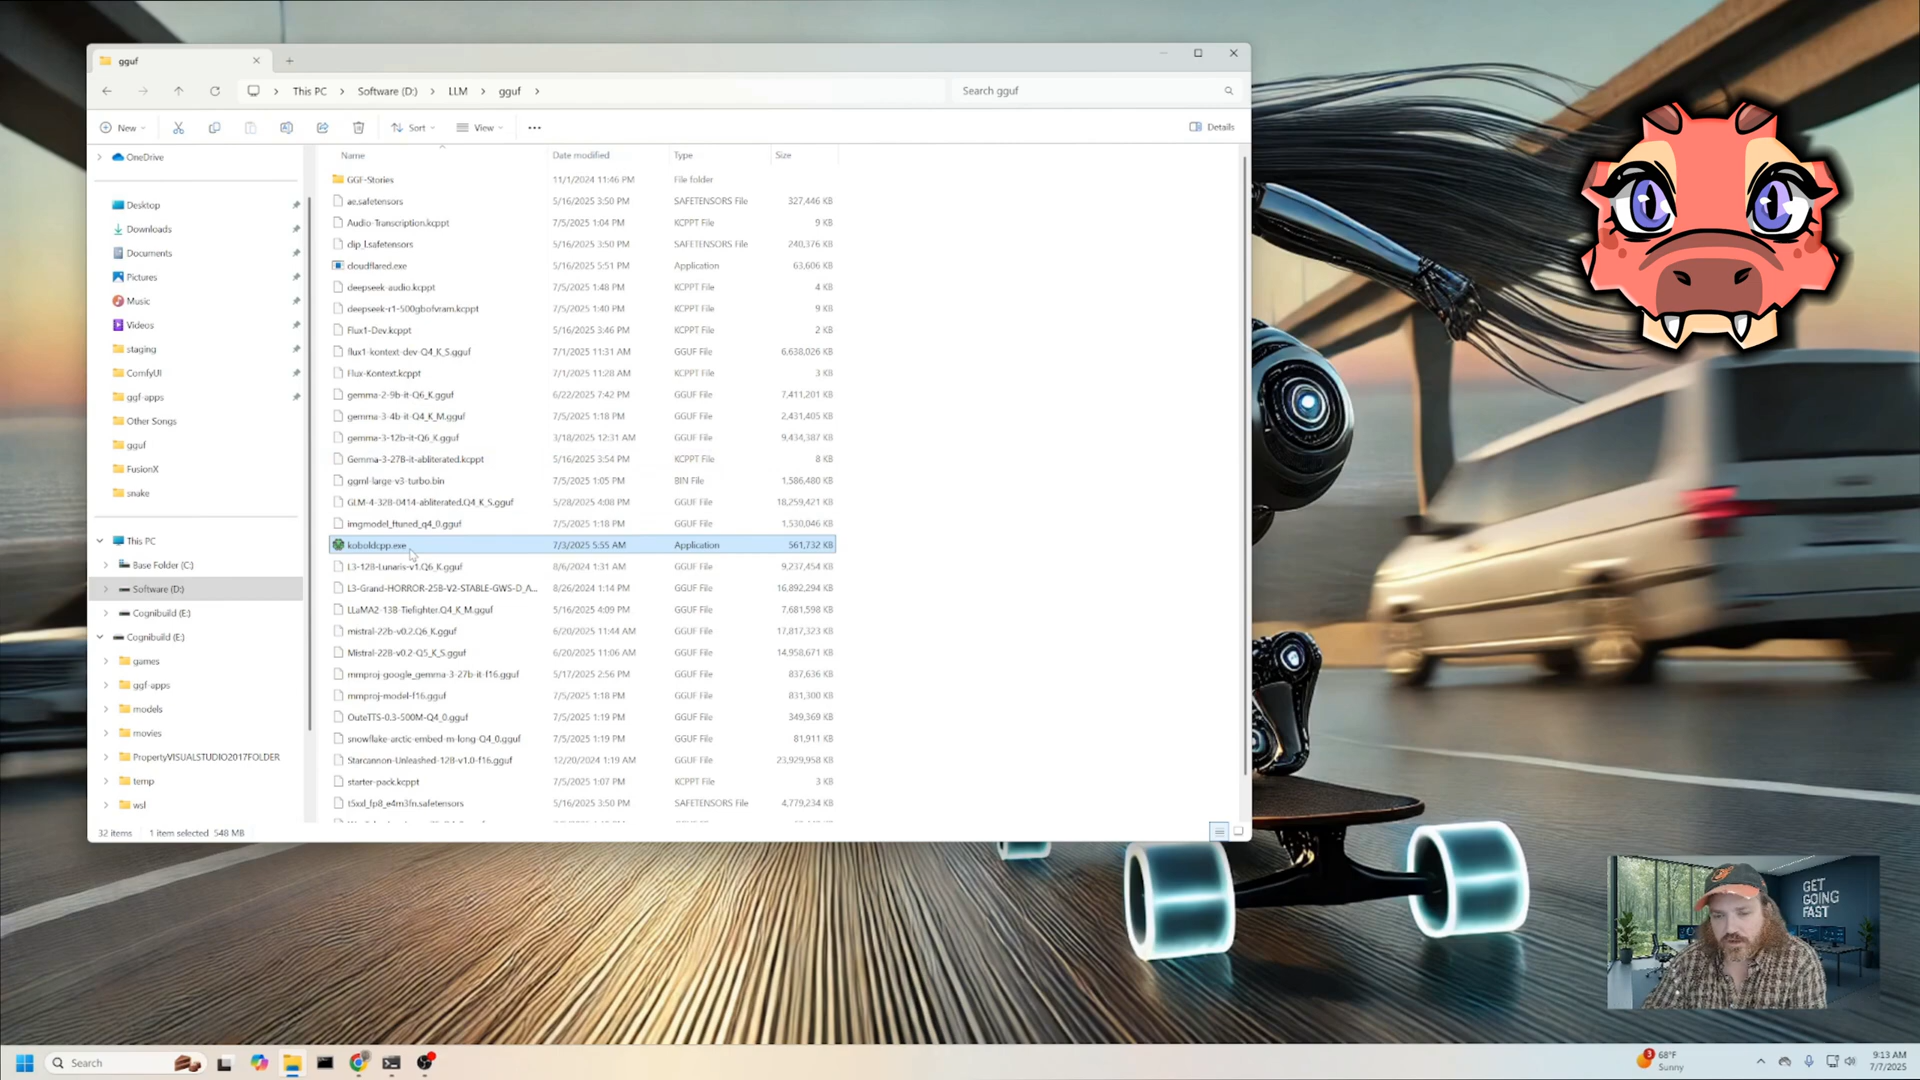 gguf
This PC > Software (D:) > LLM > gguf >
Search gguf
New
Sort
View
Details
Name Date modified Type Size
OneDrive
Desktop
Downloads
Documents
Pictures
Music
Videos
staging
ComfyUI
ggf-apps
Other Songs
gguf
FusionX
snake
This PC
Base Folder (C:)
Software (D:)
Cognibuild (E:)
Cognibuild (E:)
games
ggf-apps
models
movies
PropertyVISUALSTUDIO2017FOLDER
temp
wsl
GGF-Stories 11/1/2024 11:46 PM File folder
ae.safetensors 5/16/2025 3:50 PM SAFETENSORS File 327,446 KB
Audio-Transcription.kcppt 7/5/2025 1:04 PM KCPPT File 9 KB
clip_l.safetensors 5/16/2025 3:50 PM SAFETENSORS File 240,376 KB
cloudflared.exe 5/16/2025 5:51 PM Application 63,606 KB
deepseek-audio.kcppt 7/5/2025 1:48 PM KCPPT File 4 KB
deepseek-r1-500gbofvram.kcppt 7/5/2025 1:40 PM KCPPT File 9 KB
Flux1-Dev.kcppt 5/16/2025 3:46 PM KCPPT File 2 KB
flux1-kontext-dev-Q4_K_S.gguf 7/1/2025 11:31 AM GGUF File 6,638,026 KB
Flux-Kontext.kcppt 7/1/2025 11:28 AM KCPPT File 3 KB
gemma-2-9b-it-Q6_K.gguf 6/22/2025 7:42 PM GGUF File 7,411,201 KB
gemma-3-4b-it-Q4_K_M.gguf 7/5/2025 1:18 PM GGUF File 2,431,405 KB
gemma-3-12b-it-Q6_K.gguf 3/18/2025 12:31 AM GGUF File 9,434,387 KB
Gemma-3-27B-it-abliterated.kcppt 5/16/2025 3:54 PM KCPPT File 8 KB
ggml-large-v3-turbo.bin 7/5/2025 1:05 PM BIN File 1,586,480 KB
GLM-4-32B-0414-abliterated.Q4_K_S.gguf 5/28/2025 4:08 PM GGUF File 18,259,421 KB
imgmodel_ftuned_q4_0.gguf 7/5/2025 1:18 PM GGUF File 1,530,046 KB
koboldcpp.exe 7/3/2025 5:55 AM Application 561,732 KB
L3-12B-Lunaris-v1.Q6_K.gguf 8/6/2024 1:31 AM GGUF File 9,237,454 KB
L3-Grand-HORROR-25B-V2-STABLE-GWS-D_A... 8/26/2024 1:14 PM GGUF File 16,892,294 KB
LLaMA2-13B-Tiefighter.Q4_K_M.gguf 5/16/2025 4:09 PM GGUF File 7,681,598 KB
mistral-22b-v0.2.Q6_K.gguf 6/20/2025 11:44 AM GGUF File 17,817,323 KB
Mistral-22B-v0.2-Q5_K_S.gguf 6/20/2025 11:06 AM GGUF File 14,958,671 KB
mmproj-google_gemma-3-27b-it-f16.gguf 5/17/2025 2:56 PM GGUF File 837,636 KB
mmproj-model-f16.gguf 7/5/2025 1:18 PM GGUF File 831,300 KB
OuteTTS-0.3-500M-Q4_0.gguf 7/5/2025 1:19 PM GGUF File 349,369 KB
snowflake-arctic-embed-m-long-Q4_0.gguf 7/5/2025 1:19 PM GGUF File 81,911 KB
Starcannon-Unleashed-12B-v1.0-f16.gguf 12/20/2024 1:19 AM GGUF File 23,929,958 KB
starter-pack.kcppt 7/5/2025 1:07 PM KCPPT File 3 KB
t5xxl_fp8_e4m3fn.safetensors 5/16/2025 3:50 PM SAFETENSORS File 4,779,234 KB
32 items 1 item selected 548 MB
GET
GOING
FAST
Search
3
68°F
Sunny
9:13 AM
7/7/2025